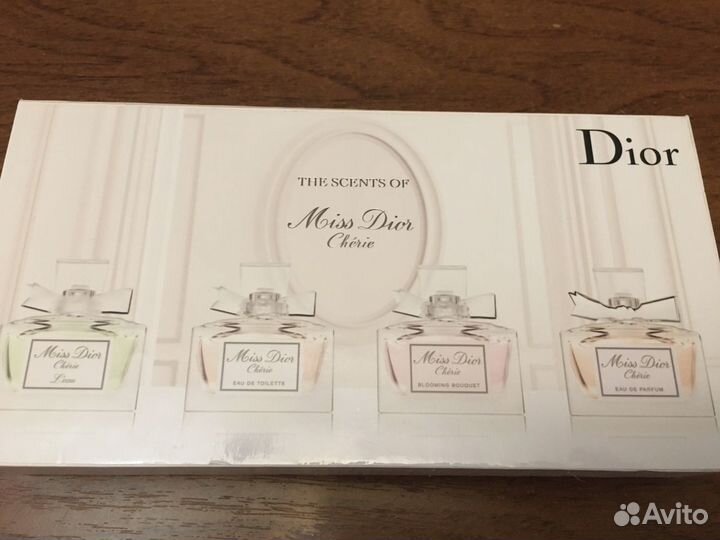 Dior
THE SCENTS OF
Miss Dior
Chérie
Miss Dior
Chérie
L'eau
Miss Dior
Chérie
EAU DE TOILETTE
Miss Dior
Chérie
BLOOMING BOUQUET
Miss Dior
Chérie
EAU DE PARFUM
Avito